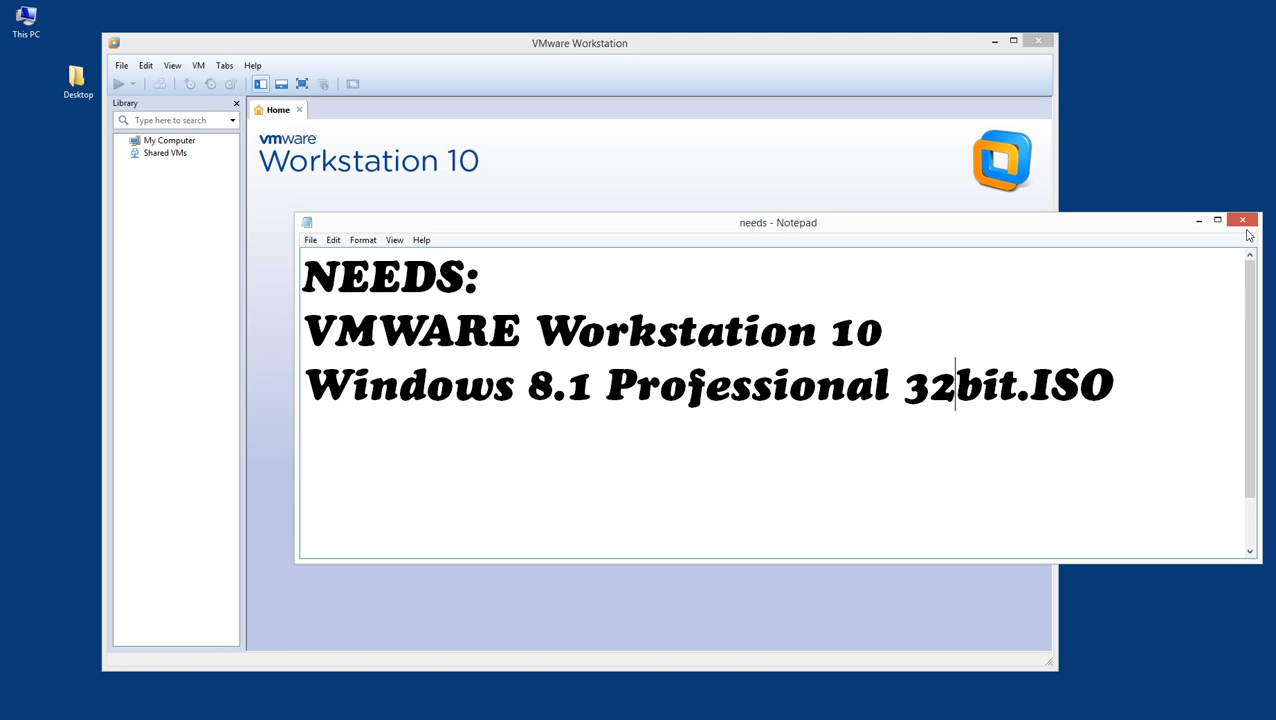 This PC
Desktop
VMware Workstation
File Edit View VM Tabs Help
Library
Type here to search
My Computer
Shared VMs
Home
vmware
Workstation 10
needs - Notepad
File Edit Format View Help
NEEDS:
VMWARE Workstation 10
Windows 8.1 Professional 32bit.ISO